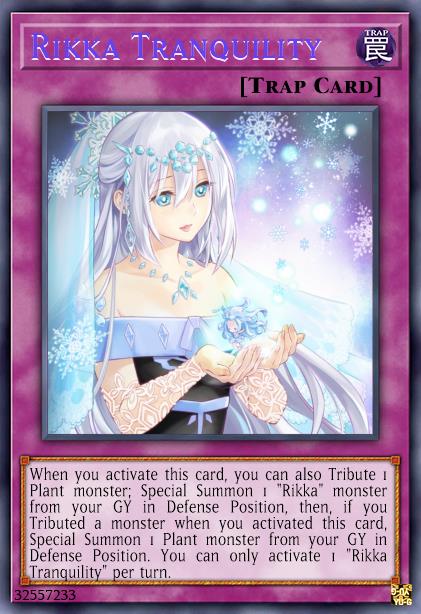 Rikka Tranquility
TRAP
罠
[Trap Card]
When you activate this card, you can also Tribute 1
Plant monster; Special Summon 1 "Rikka" monster
from your GY in Defense Position, then, if you
Tributed a monster when you activated this card,
Special Summon 1 Plant monster from your GY in
Defense Position. You can only activate 1 "Rikka
Tranquility" per turn.
32557233